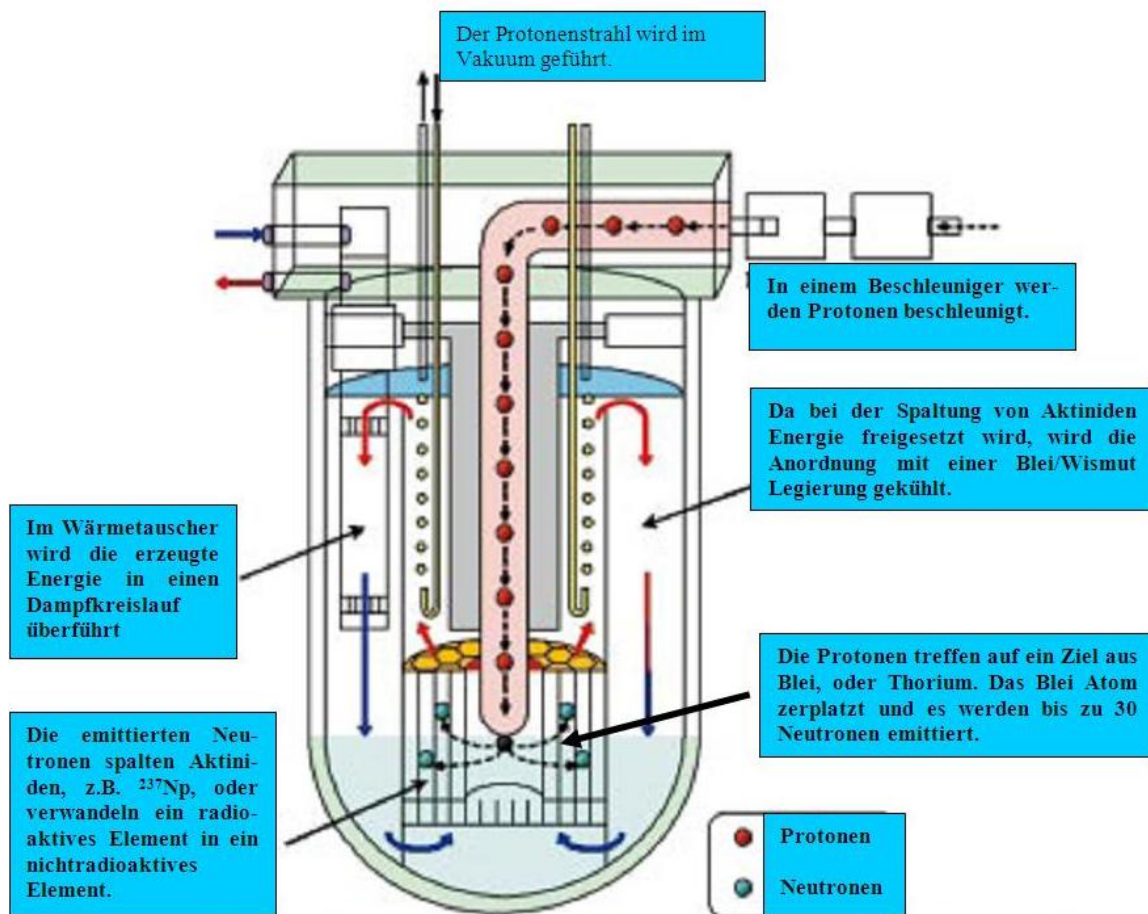 Der Protonenstrahl wird im
Vakuum geführt.
In einem Beschleuniger wer-
den Protonen beschleunigt.
Da bei der Spaltung von Aktiniden
Energie freigesetzt wird, wird die
Anordnung mit einer Blei/Wismut
Legierung gekühlt.
Im Wärmetauscher
wird die erzeugte
Energie in einen
Dampfkreislauf
überführt
Die Protonen treffen auf ein Ziel aus
Blei, oder Thorium. Das Blei Atom
zerplatzt und es werden bis zu 30
Neutronen emittiert.
Die emittierten Neu-
tronen spalten Aktini-
den, z.B. ²³⁷Np, oder
verwandeln ein radio-
aktives Element in ein
nichtradioaktives
Element.
Protonen
Neutronen